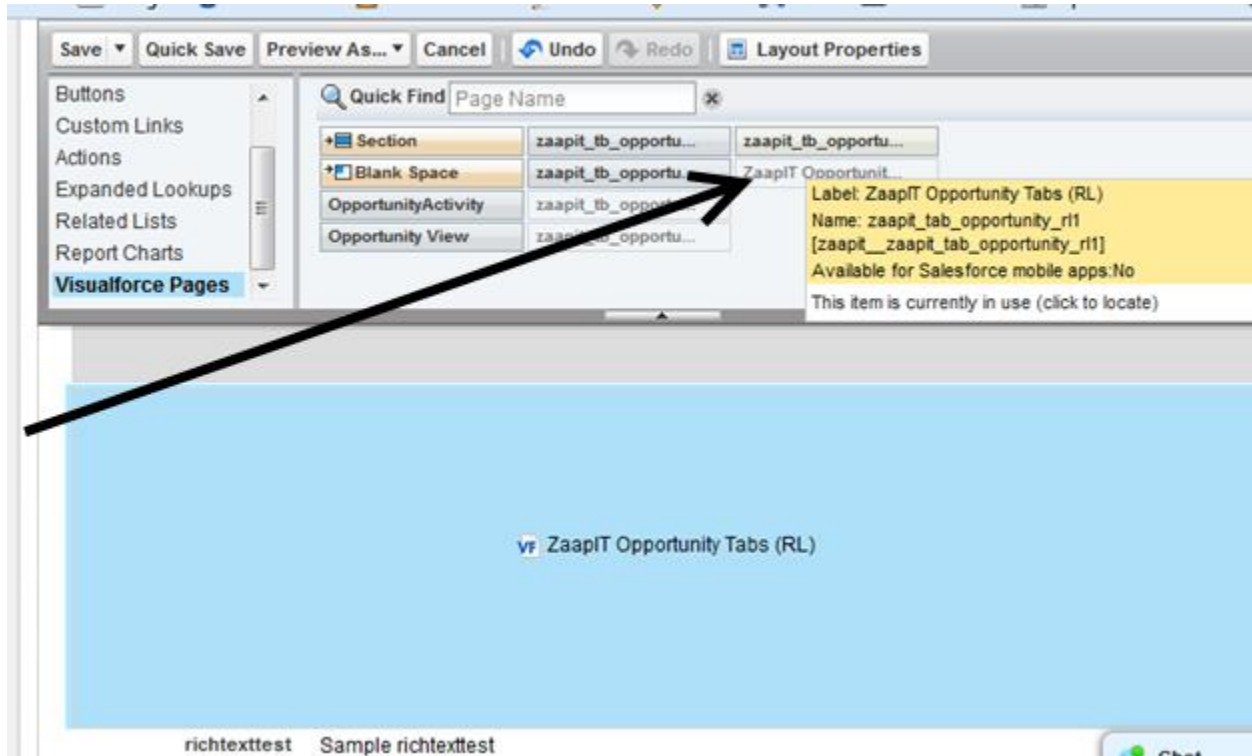 Save Quick Save Preview As... Cancel Undo Redo Layout Properties
Buttons
Custom Links
Actions
Expanded Lookups
Related Lists
Report Charts
Visualforce Pages
Quick Find Page Name
Section zaapit_tb_opportu... zaapit_tb_opportu...
Blank Space zaapit_tb_opportu... ZaapIT Opportunit...
OpportunityActivity zaapit_tb_opportu...
Opportunity View zaapit_tb_opportu...
Label: ZaapIT Opportunity Tabs (RL)
Name: zaapit_tab_opportunity_rl1
[zaapit__zaapit_tab_opportunity_rl1]
Available for Salesforce mobile apps:No
This item is currently in use (click to locate)
VF ZaapIT Opportunity Tabs (RL)
richtexttest Sample richtexttest
Chat